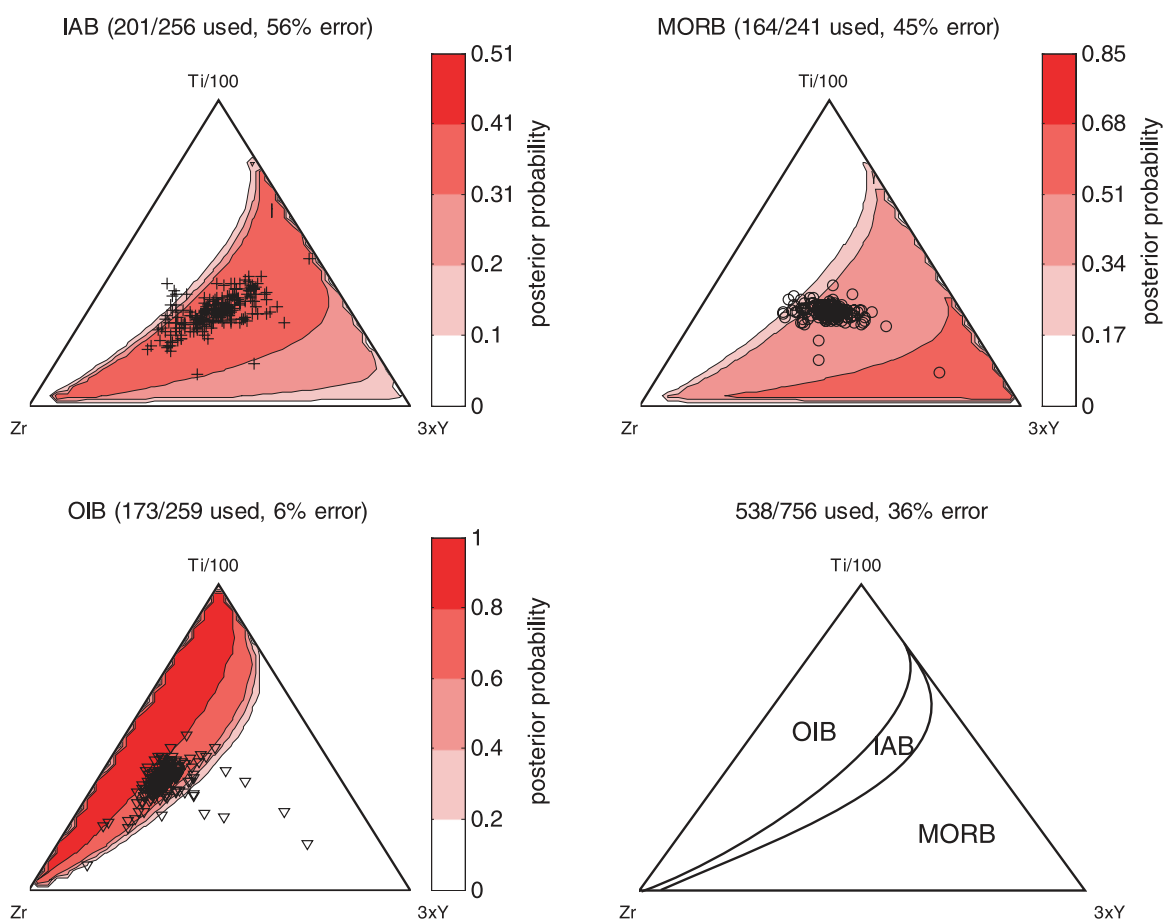 IAB (201/256 used, 56% error)
Ti/100
Zr
3xY
0.51
0.41
0.31
0.2
0.1
0
posterior probability
MORB (164/241 used, 45% error)
Ti/100
Zr
3xY
0.85
0.68
0.51
0.34
0.17
0
posterior probability
OIB (173/259 used, 6% error)
Ti/100
Zr
3xY
1
0.8
0.6
0.4
0.2
0
posterior probability
538/756 used, 36% error
Ti/100
OIB
IAB
MORB
Zr
3xY